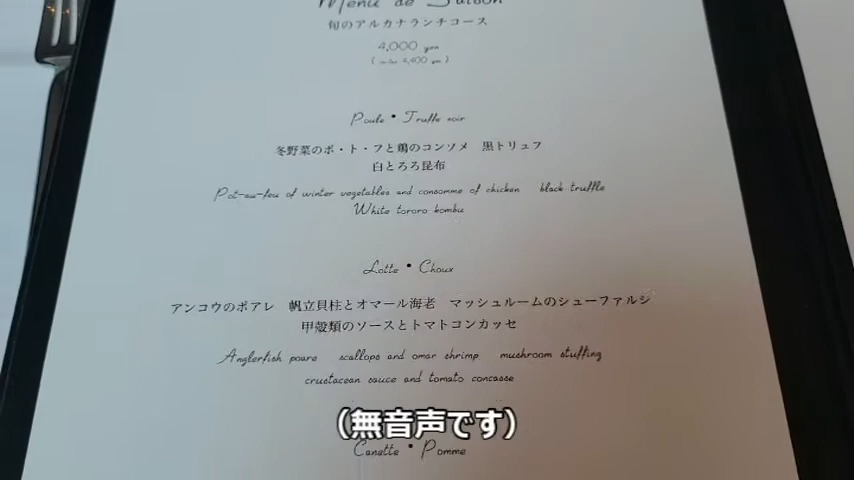 Menu de Saison
旬のアルカナランチコース
4,000 yen
4,400 yen
Poule • Truffe noir
冬野菜のポ・ト・フと鶏のコンソメ 黒トリュフ
白とろろ昆布
Pot-au-feu of winter vegetables and consomme of chicken black truffle
White tororo kombu
Lotte • Choux
アンコウのポアレ 帆立貝柱とオマール海老 マッシュルームのシューファルシ
甲殻類のソースとトマトコンカッセ
Anglerfish poare scallops and omar shrimp mushroom stuffing
crustacean sauce and tomato concasse
(無音声です)
Canette • Pomme